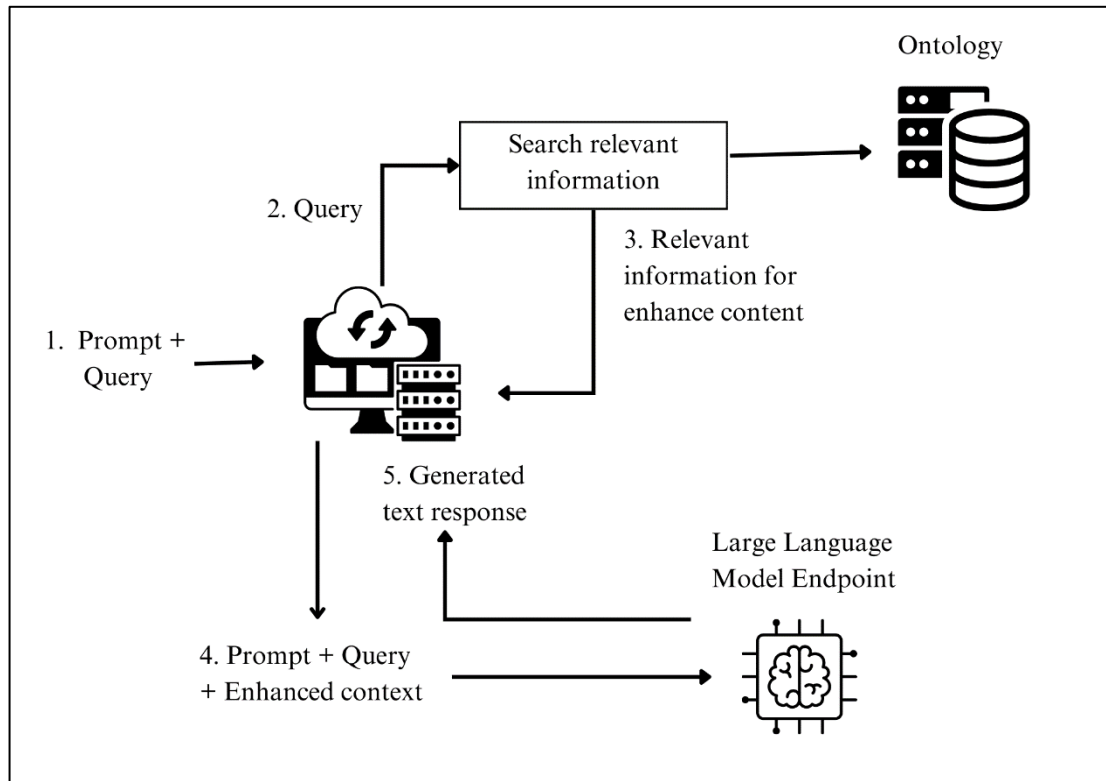 Ontology
Search relevant
information
2. Query
3. Relevant
information for
enhance content
1. Prompt +
Query
5. Generated
text response
Large Language
Model Endpoint
4. Prompt + Query
+ Enhanced context